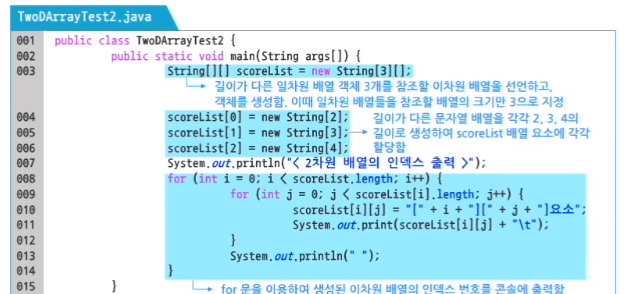 TwoDArrayTest2.java
001 public class TwoDArrayTest2 {
002 public static void main(String args[]) {
003 String[][] scoreList = new String[3][];
길이가 다른 일차원 배열 객체 3개를 참조할 이차원 배열을 선언하고,
객체를 생성함. 이때 일차원 배열들을 참조할 배열의 크기만 3으로 지정
004 scoreList[0] = new String[2]; 길이가 다른 문자열 배열을 각각 2, 3, 4의
005 scoreList[1] = new String[3]; 길이로 생성하여 scoreList 배열 요소에 각각
006 scoreList[2] = new String[4]; 할당함
007 System.out.println("< 2차원 배열의 인덱스 출력 >");
008 for (int i = 0; i < scoreList.length; i++) {
009 for (int j = 0; j < scoreList[i].length; j++) {
010 scoreList[i][j] = "[" + i + "][" + j + "]요소";
011 System.out.print(scoreList[i][j] + "\t");
012 }
013 System.out.println(" ");
014 }
015 }
for 문을 이용하여 생성된 이차원 배열의 인덱스 번호를 콘솔에 출력함